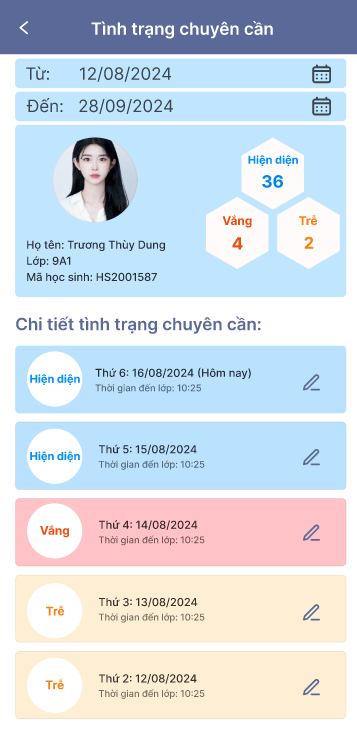 Tình trạng chuyên cần
Từ: 12/08/2024
Đến: 28/09/2024
Hiện diện
36
Vắng
4
Trễ
2
Họ tên: Trương Thùy Dung
Lớp: 9A1
Mã học sinh: HS2001587
Chi tiết tình trạng chuyên cần:
Hiện diện
Thứ 6: 16/08/2024 (Hôm nay)
Thời gian đến lớp: 10:25
Hiện diện
Thứ 5: 15/08/2024
Thời gian đến lớp: 10:25
Vắng
Thứ 4: 14/08/2024
Thời gian đến lớp: 10:25
Trễ
Thứ 3: 13/08/2024
Thời gian đến lớp: 10:25
Trễ
Thứ 2: 12/08/2024
Thời gian đến lớp: 10:25